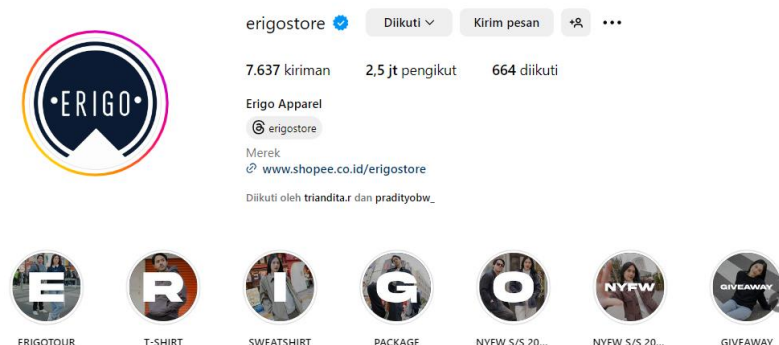 erigostore Diikuti Kirim pesan
7.637 kiriman 2,5 jt pengikut 664 diikuti
•ERIGO•
Erigo Apparel
erigostore
Merek
www.shopee.co.id/erigostore
Diikuti oleh triandita.r dan pradityobw_
E R I G O NYFW GIVEAWAY
ERIGOTOUR T-SHIRT SWEATSHIRT PACKAGE NYFW S/S 20... NYFW S/S 20... GIVEAWAY